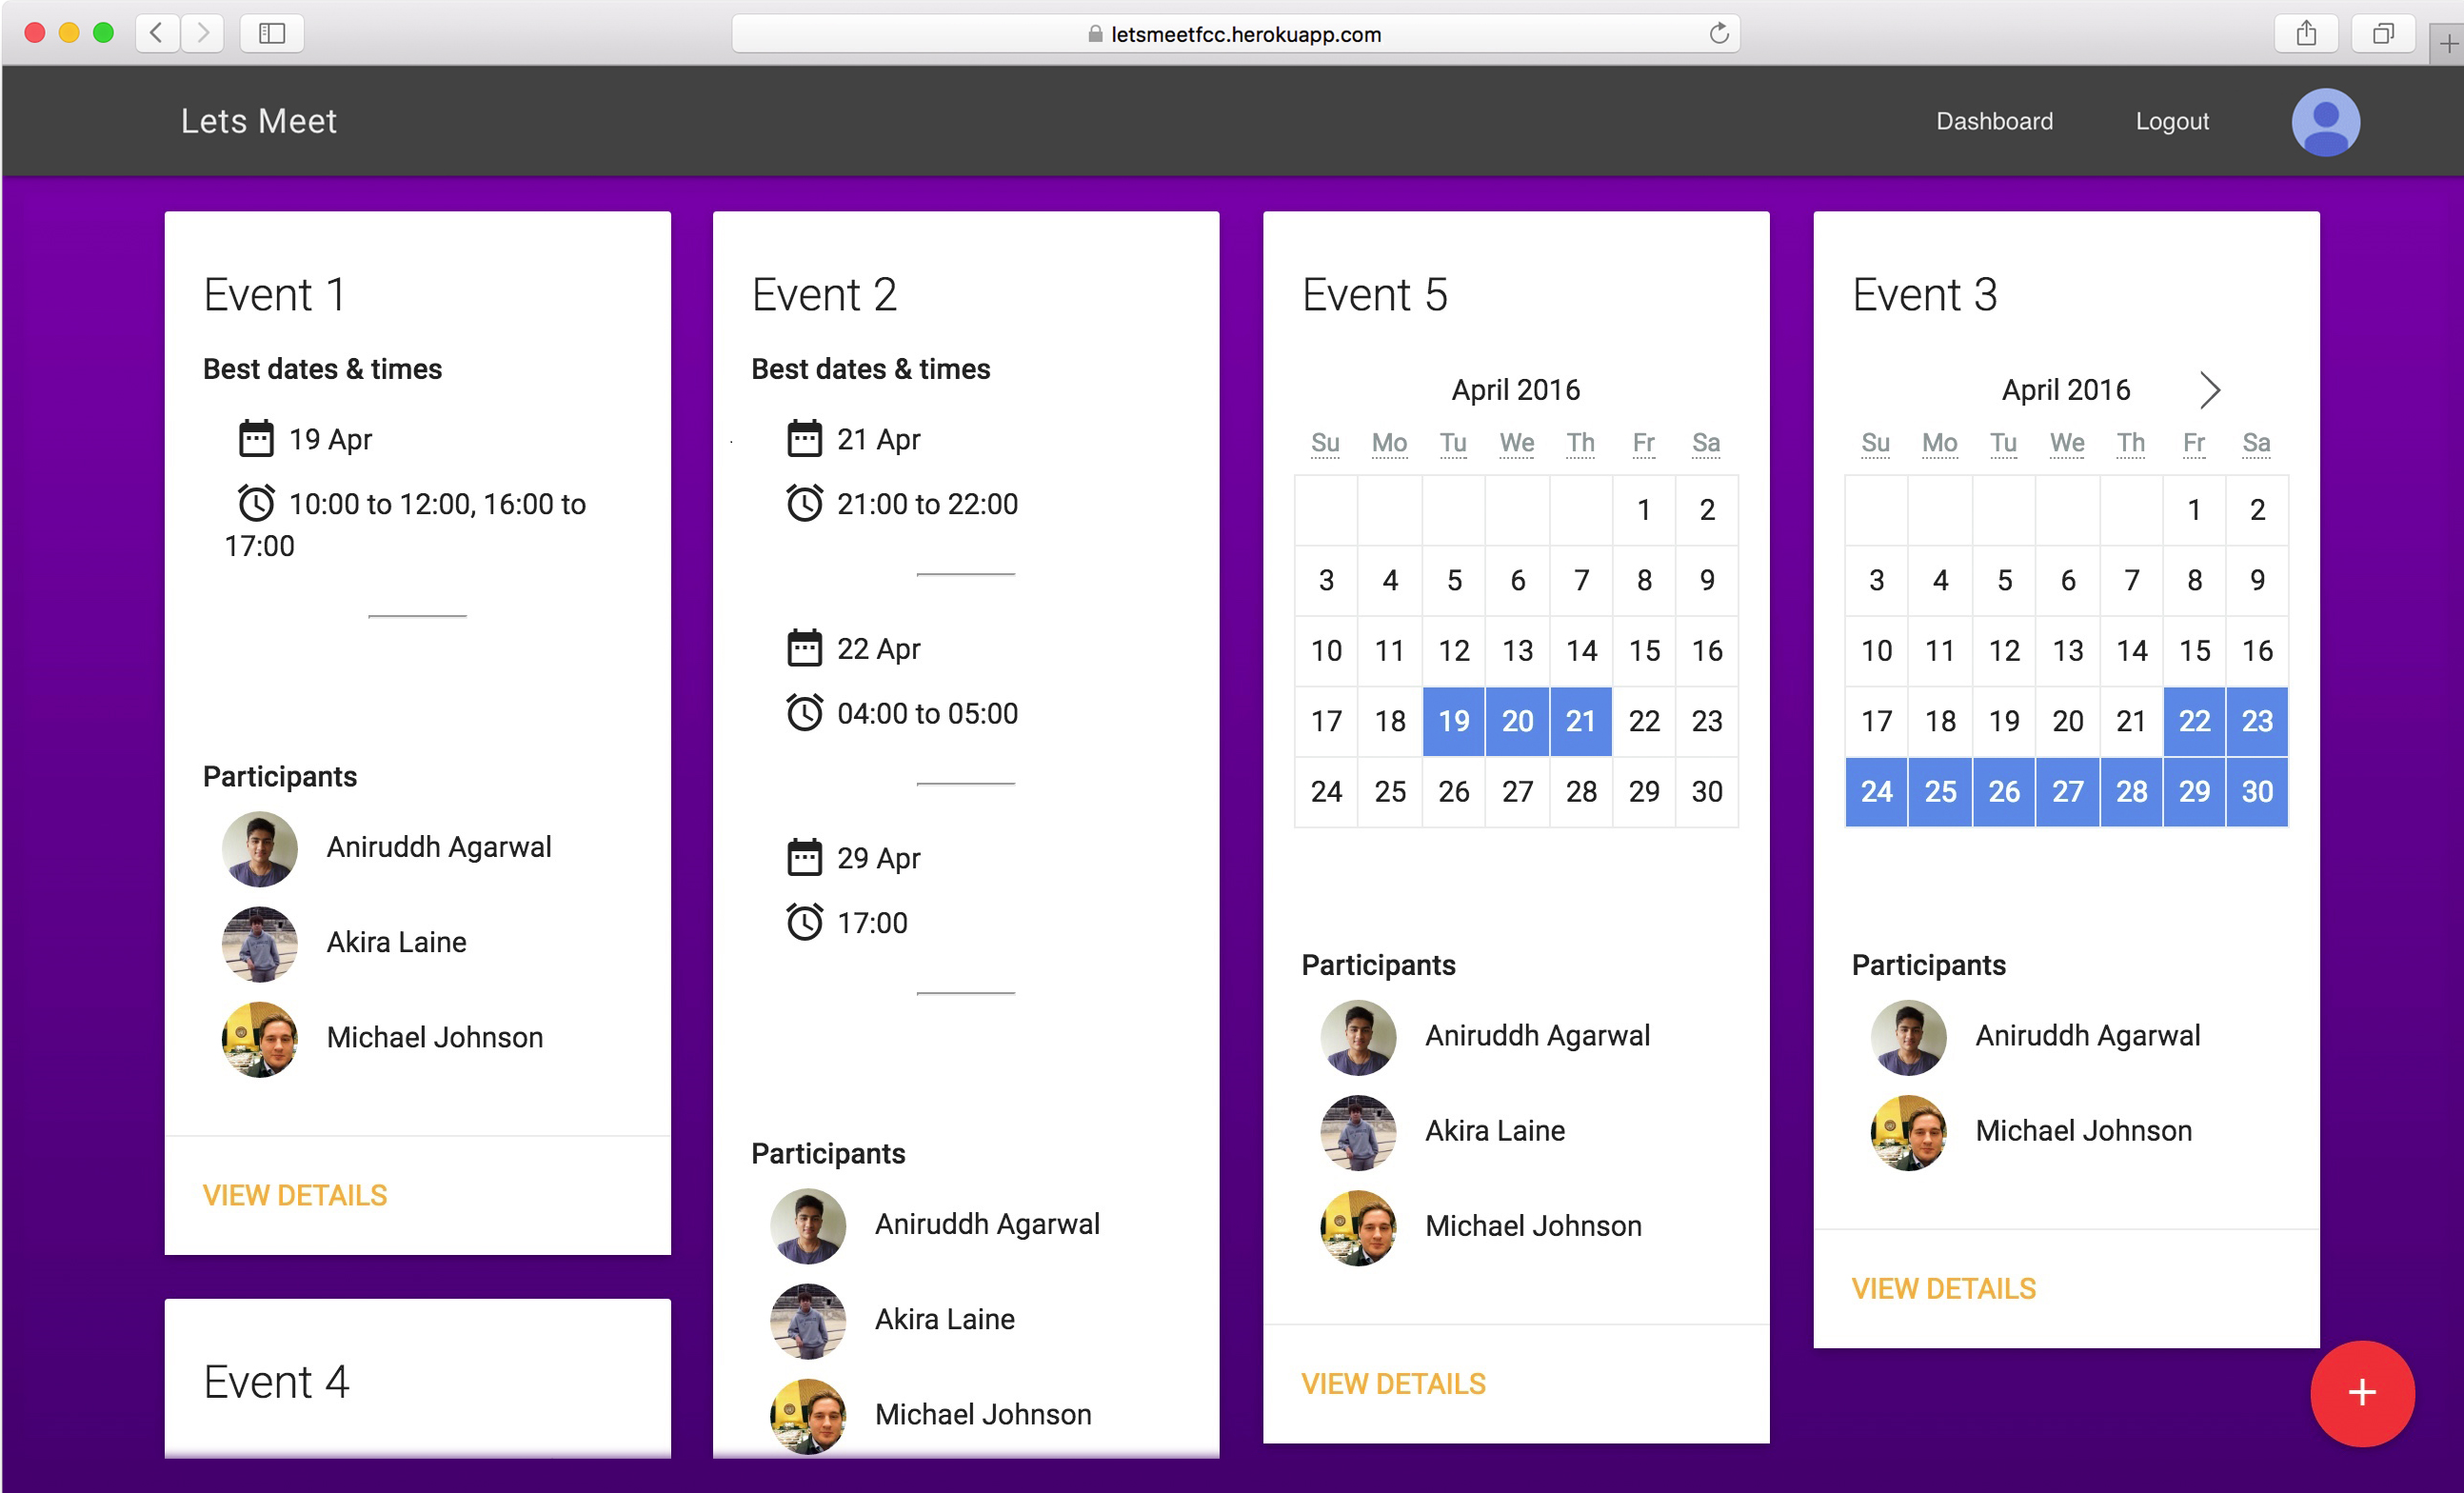 letsmeetfcc.herokuapp.com
Lets Meet
Dashboard
Logout
Event 1
Best dates & times
19 Apr
10:00 to 12:00, 16:00 to
17:00
Participants
Aniruddh Agarwal
Akira Laine
Michael Johnson
VIEW DETAILS
Event 4
Event 2
Best dates & times
21 Apr
21:00 to 22:00
22 Apr
04:00 to 05:00
29 Apr
17:00
Participants
Aniruddh Agarwal
Akira Laine
Michael Johnson
Event 5
April 2016
Su Mo Tu We Th Fr Sa
1 2
3 4 5 6 7 8 9
10 11 12 13 14 15 16
17 18 19 20 21 22 23
24 25 26 27 28 29 30
Participants
Aniruddh Agarwal
Akira Laine
Michael Johnson
VIEW DETAILS
Event 3
April 2016
Su Mo Tu We Th Fr Sa
1 2
3 4 5 6 7 8 9
10 11 12 13 14 15 16
17 18 19 20 21 22 23
24 25 26 27 28 29 30
Participants
Aniruddh Agarwal
Michael Johnson
VIEW DETAILS
+